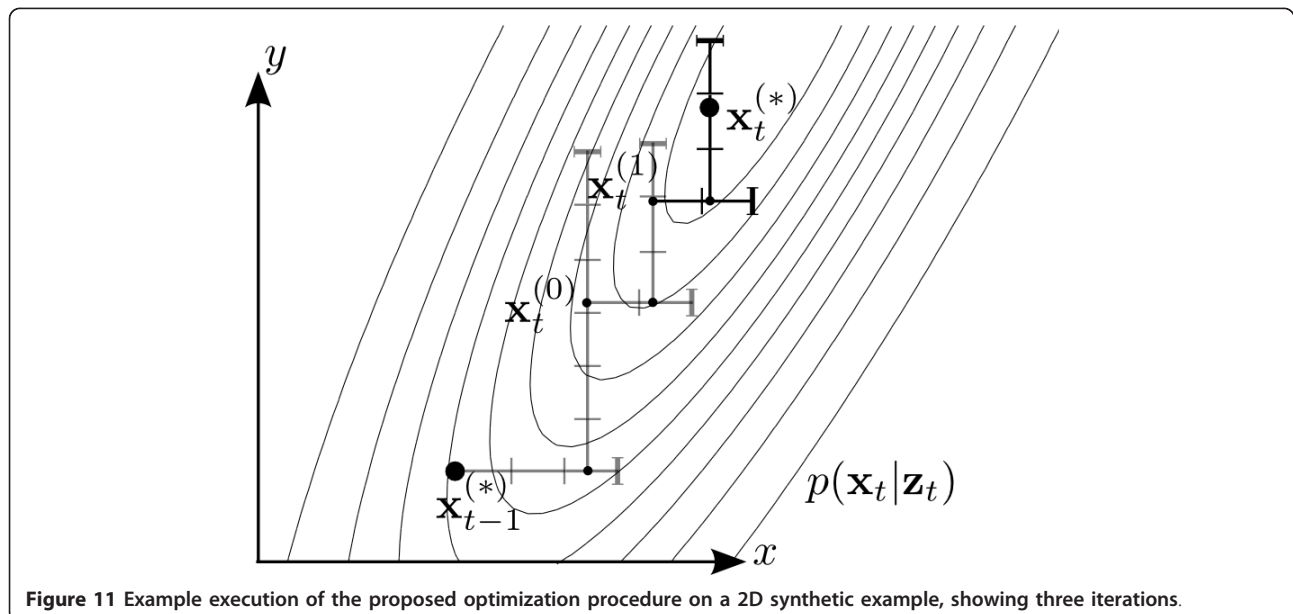 y
x_t^{(*)}
x_t^{(1)}
x_t^{(0)}
x_{t-1}^{(*)}
p(x_t|z_t)
x
Figure 11 Example execution of the proposed optimization procedure on a 2D synthetic example, showing three iterations.